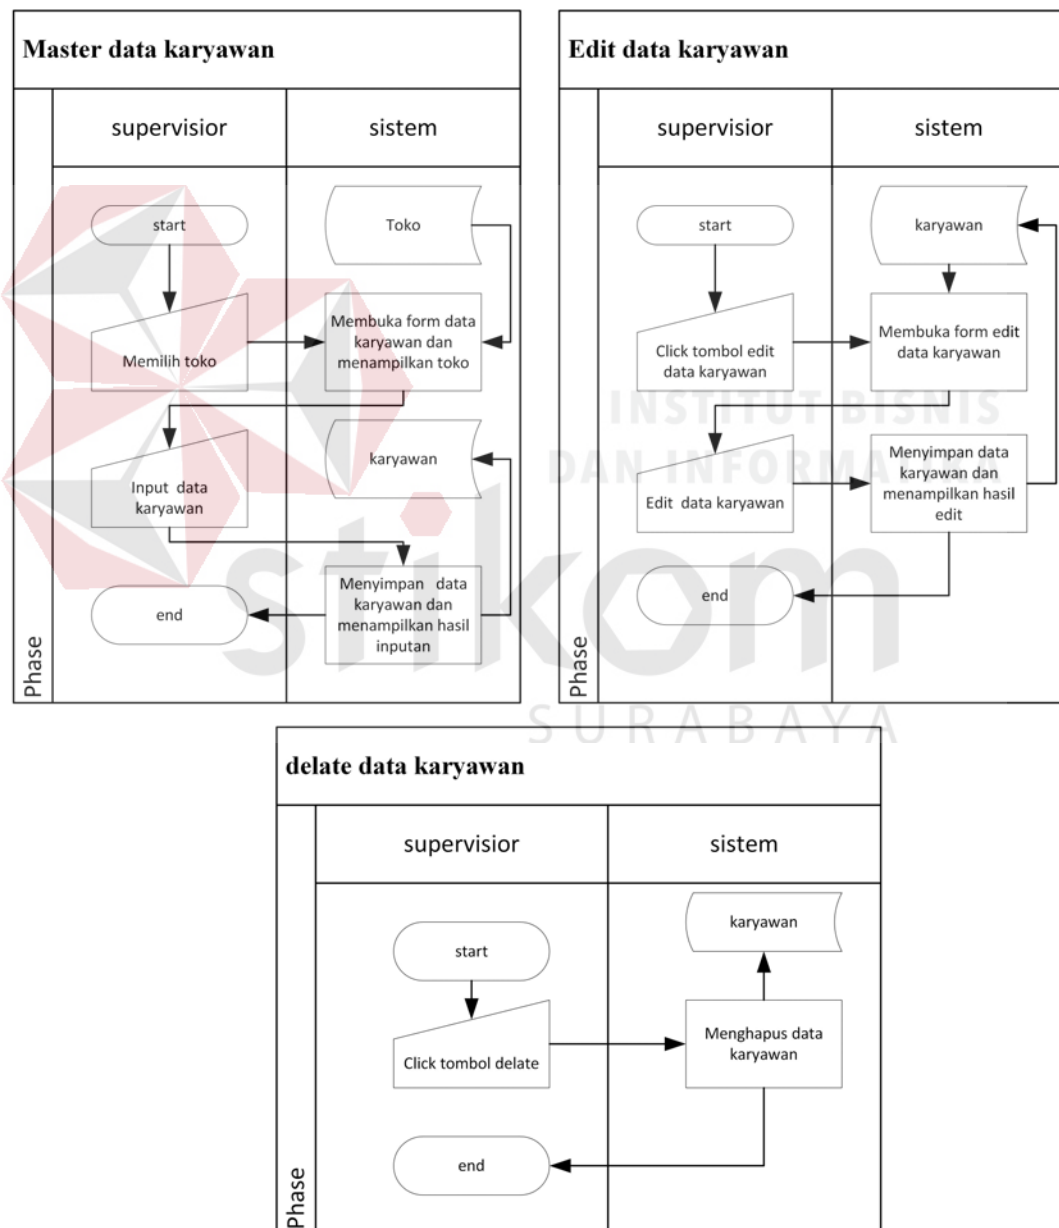 Master data karyawan
supervisior
sistem
Phase
start
Toko
Memilih toko
Membuka form data
karyawan dan
menampilkan toko
Input data
karyawan
karyawan
Menyimpan data
karyawan dan
menampilkan hasil
inputan
end
Edit data karyawan
supervisior
sistem
Phase
start
karyawan
Click tombol edit
data karyawan
Membuka form edit
data karyawan
Edit data karyawan
Menyimpan data
karyawan dan
menampilkan hasil
edit
end
INSTITUT BISNIS
DAN INFORMATIKA
stikom
SURABAYA
delate data karyawan
supervisior
sistem
Phase
start
karyawan
Click tombol delate
Menghapus data
karyawan
end